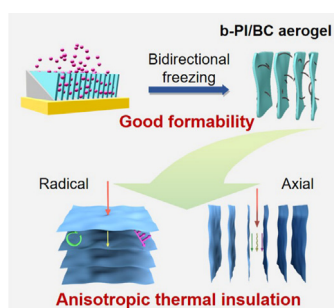 b-PI/BC aerogel
Bidirectional
freezing
Good formability
Radical
Axial
Anisotropic thermal insulation